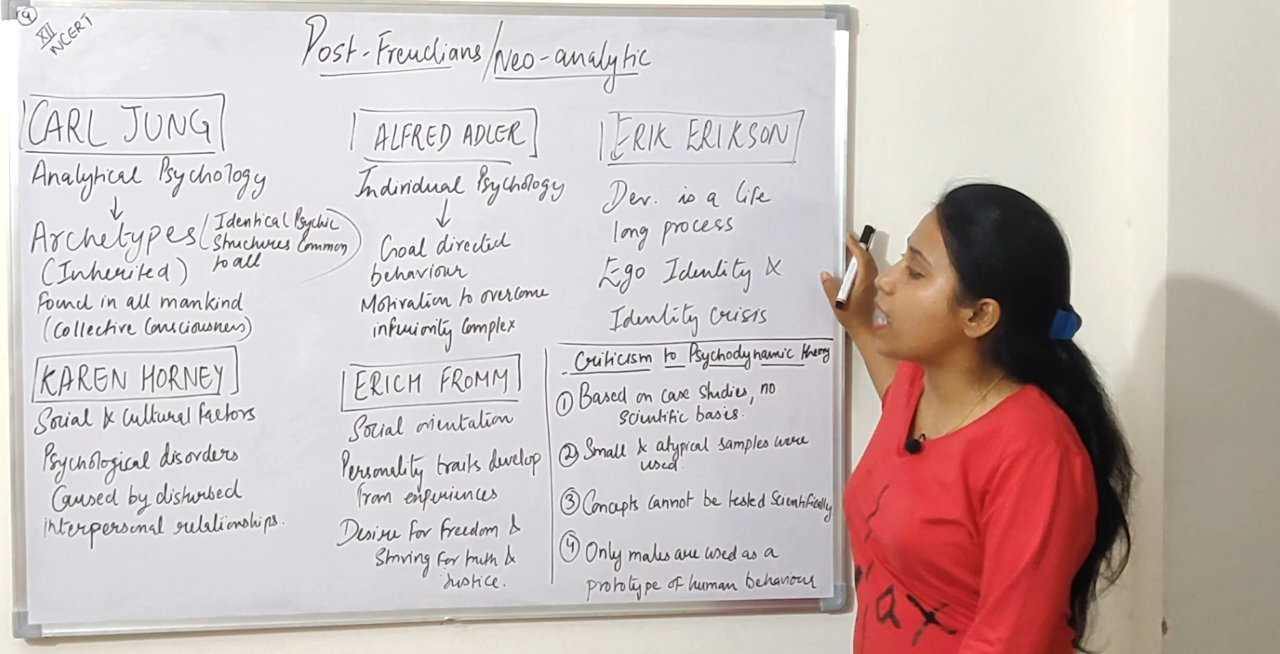 9
XII
NCERT
Post-Freudians/Neo-analytic
CARL JUNG
Analytical Psychology
↓
Archetypes (Identical Psychic
Structures common
to all)
(Inherited)
Found in all mankind
(Collective Consciousness)
ALFRED ADLER
Individual Psychology
↓
Goal directed
behaviour
Motivation to overcome
infuriority complex
ERIK ERIKSON
Dev. is a life
long process
Ego Identity &
Identity crisis
KAREN HORNEY
Social & Cultural factors
Psychological disorders
Caused by disturbed
interpersonal relationships.
ERICH FROMM
Social orientation
Personality traits develop
from experiences
Desire for freedom &
Striving for truth &
justice.
Criticism to Psychodynamic theory
① Based on case studies, no
scientific basis.
② Small & atypical samples were
used.
③ Concepts cannot be tested scientifically
④ Only males are used as a
prototype of human behaviour